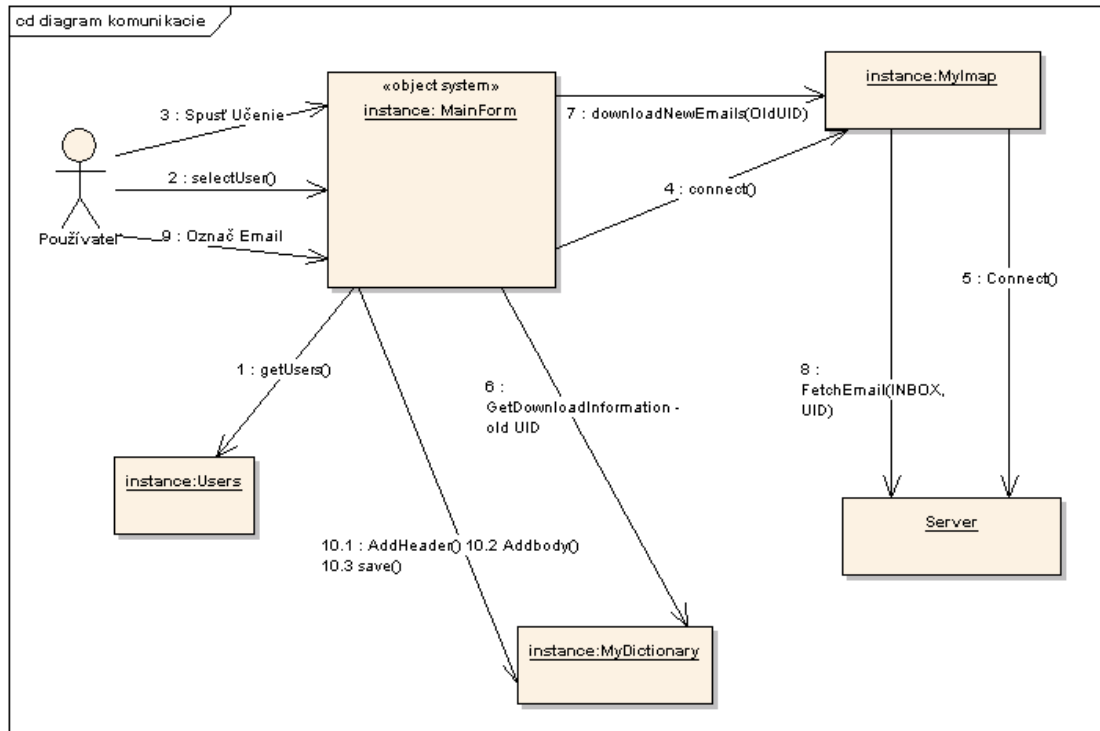 cd diagram komunikacie
«object system»
instance: MainForm
instance:MyImap
3 : Spusť Učenie
7 : downloadNewEmails(OldUID)
2 : selectUser()
4 : connect()
Používateľ
9 : Označ Email
5 : Connect()
1 : getUsers()
6 :
GetDownloadInformation -
old UID
8 :
FetchEmail(INBOX,
UID)
instance:Users
Server
10.1 : AddHeader() 10.2 Addbody()
10.3 save()
instance:MyDictionary